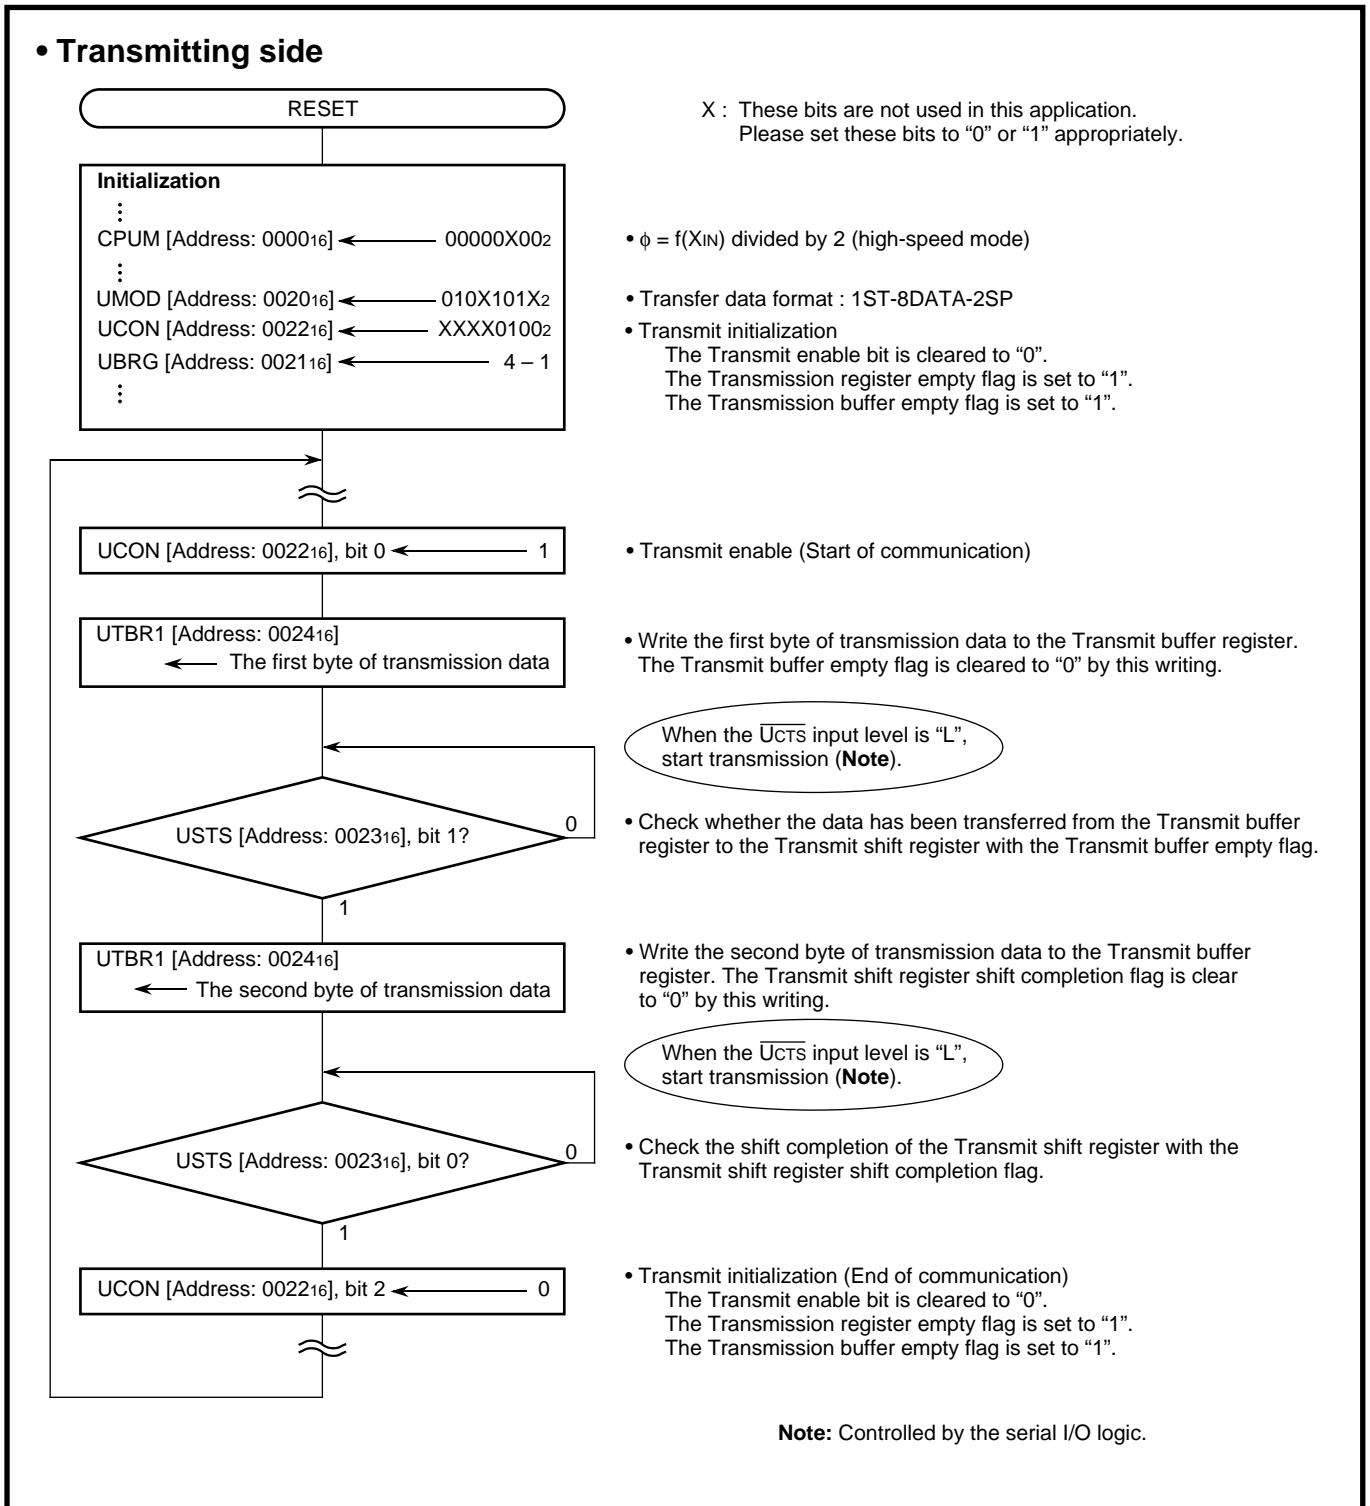 • Transmitting side
RESET
X : These bits are not used in this application.
Please set these bits to “0” or “1” appropriately.
Initialization
CPUM [Address: 000016] 00000X002
• ϕ = f(XIN) divided by 2 (high-speed mode)
UMOD [Address: 002016] 010X101X2
• Transfer data format : 1ST-8DATA-2SP
UCON [Address: 002216] XXXX01002
• Transmit initialization
The Transmit enable bit is cleared to “0”.
UBRG [Address: 002116] 4 – 1
The Transmission register empty flag is set to “1”.
The Transmission buffer empty flag is set to “1”.
UCON [Address: 002216], bit 0 1
• Transmit enable (Start of communication)
UTBR1 [Address: 002416]
The first byte of transmission data
• Write the first byte of transmission data to the Transmit buffer register.
The Transmit buffer empty flag is cleared to “0” by this writing.
When the UCTS input level is “L”,
start transmission (Note).
USTS [Address: 002316], bit 1?
0
1
• Check whether the data has been transferred from the Transmit buffer
register to the Transmit shift register with the Transmit buffer empty flag.
UTBR1 [Address: 002416]
The second byte of transmission data
• Write the second byte of transmission data to the Transmit buffer
register. The Transmit shift register shift completion flag is clear
to “0” by this writing.
When the UCTS input level is “L”,
start transmission (Note).
USTS [Address: 002316], bit 0?
0
1
• Check the shift completion of the Transmit shift register with the
Transmit shift register shift completion flag.
UCON [Address: 002216], bit 2 0
• Transmit initialization (End of communication)
The Transmit enable bit is cleared to “0”.
The Transmission register empty flag is set to “1”.
The Transmission buffer empty flag is set to “1”.
Note: Controlled by the serial I/O logic.